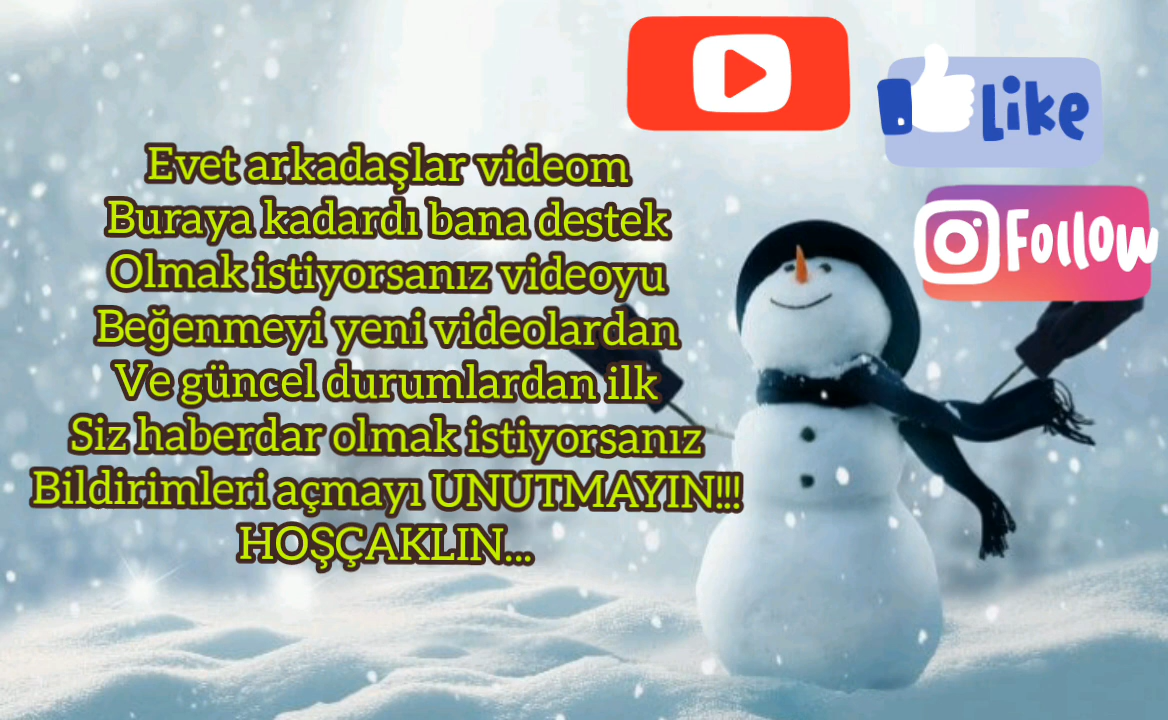 Like
Follow
Evet arkadaşlar videom
Buraya kadardı bana destek
Olmak istiyorsanız videoyu
Beğenmeyi yeni videolardan
Ve güncel durumlardan ilk
Siz haberdar olmak istiyorsanız
Bildirimleri açmayı UNUTMAYIN!!!
HOŞÇAKLIN...